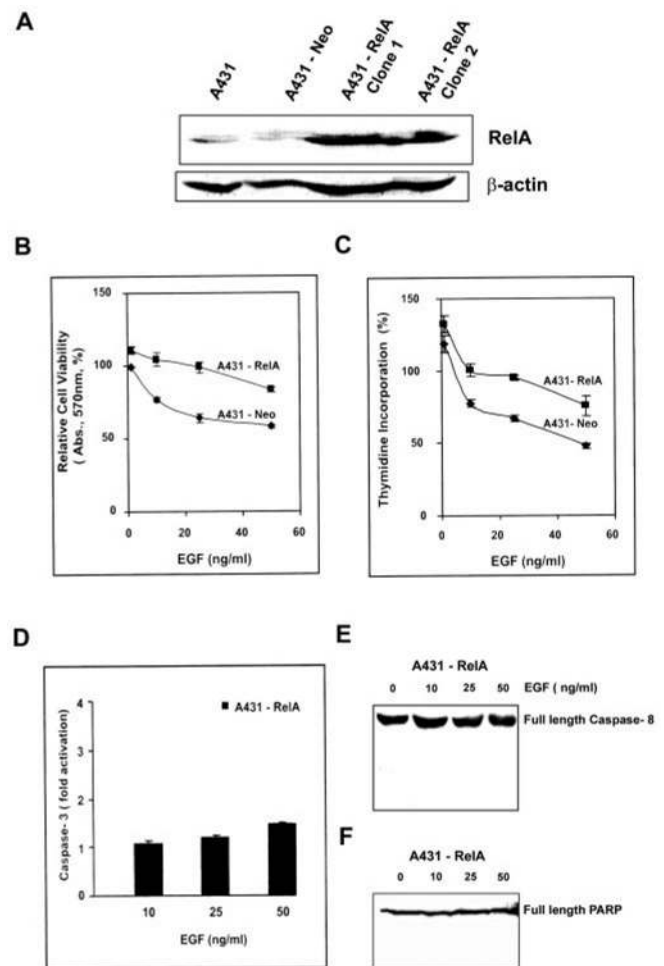 A
A431
A431 - Neo
A431 - RelA
Clone 1
A431 - RelA
Clone 2
RelA
β-actin
B
Relative Cell Viability
( Abs., 570nm, %)
150
100
50
0
A431 - RelA
A431 - Neo
0 20 40 60
EGF (ng/ml)
C
Thymidine Incorporation (%)
150
100
50
0
A431- RelA
A431- Neo
0 20 40 60
EGF (ng/ml)
D
Caspase- 3 ( fold activation)
4
3
2
1
0
A431 - RelA
10 25 50
EGF (ng/ml)
E
A431 - RelA
0 10 25 50 EGF ( ng/ml)
Full length Caspase- 8
F
A431 - RelA
0 10 25 50
Full length PARP